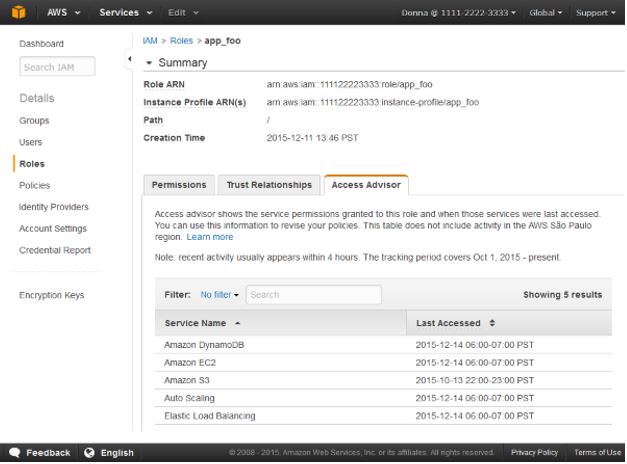 AWS Services Edit Donna @ 1111-2222-3333 Global Support
Dashboard
Search IAM
Details
Groups
Users
Roles
Policies
Identity Providers
Account Settings
Credential Report
Encryption Keys
IAM > Roles > app_foo
Summary
Role ARN arn:aws:iam::111122223333:role/app_foo
Instance Profile ARN(s) arn:aws:iam::111122223333:instance-profile/app_foo
Path /
Creation Time 2015-12-11 13:46 PST
Permissions Trust Relationships Access Advisor
Access advisor shows the service permissions granted to this role and when those services were last accessed.
You can use this information to revise your policies. This table does not include activity in the AWS São Paulo
region. Learn more
Note: recent activity usually appears within 4 hours. The tracking period covers Oct 1, 2015 - present.
Filter: No filter Search Showing 5 results
Service Name Last Accessed
Amazon DynamoDB 2015-12-14 06:00-07:00 PST
Amazon EC2 2015-12-14 06:00-07:00 PST
Amazon S3 2015-10-13 22:00-23:00 PST
Auto Scaling 2015-12-14 06:00-07:00 PST
Elastic Load Balancing 2015-12-14 06:00-07:00 PST
Feedback English © 2008 - 2015, Amazon Web Services, Inc. or its affiliates. All rights reserved. Privacy Policy Terms of Use